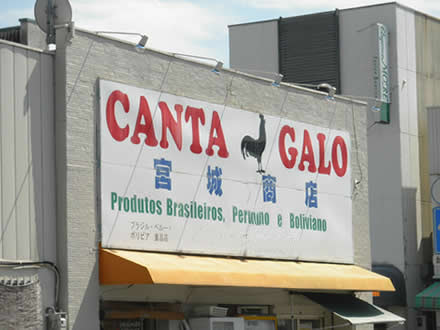 CANTA GALO
宮城商店
Produtos Brasileiros, Peruano e Boliviano
ブラジル・ペルー・
ボリビア 食品店